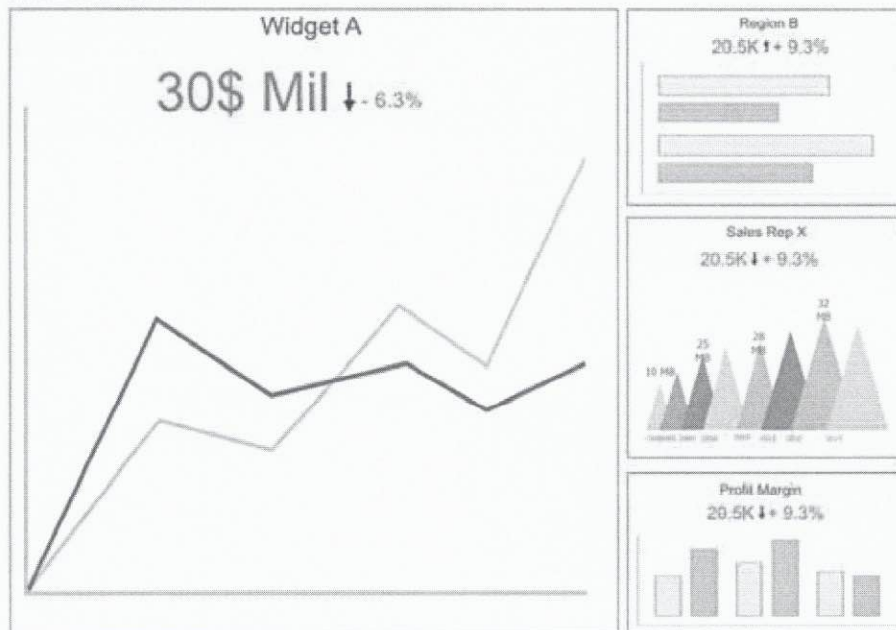 Widget A
30$ Mil ↓ - 6.3%
Region B
20.5K ⬆+ 9.3%
Sales Rep X
20.5K ⬇+ 9.3%
32
MB
25
MB
28
MB
10 MB
Profit Margin
20.5K ⬇+ 9.3%